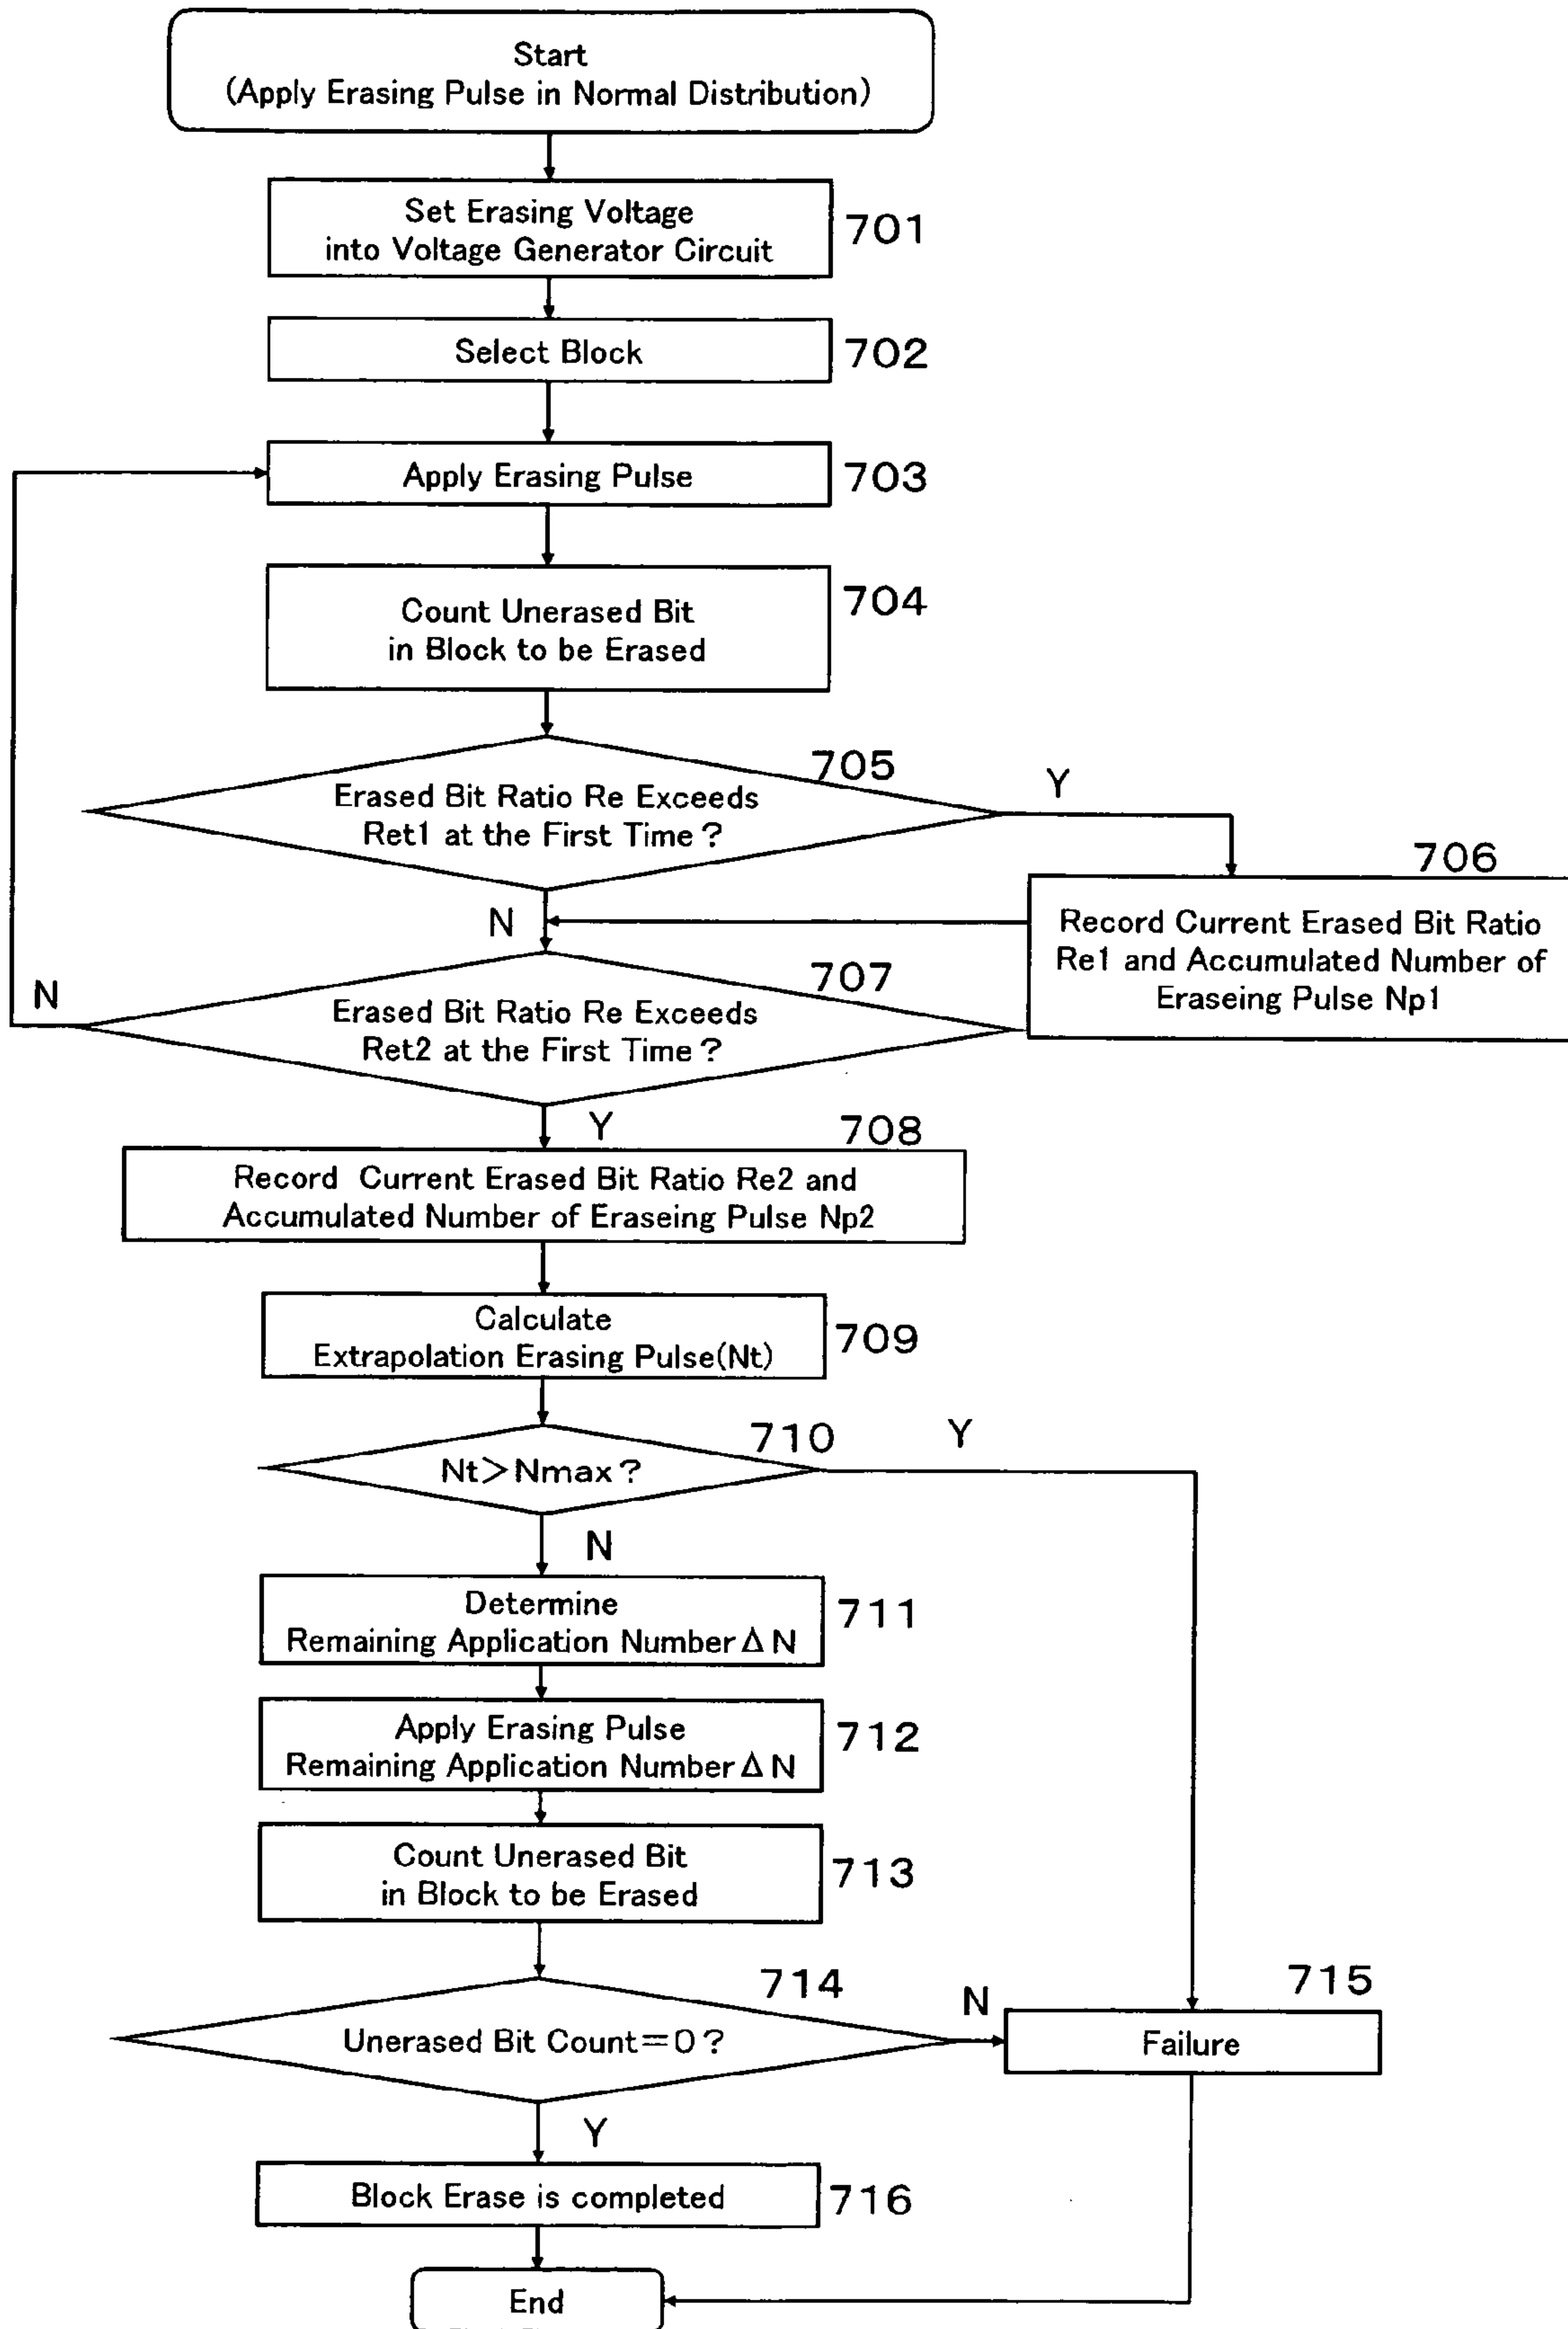 Start
(Apply Erasing Pulse in Normal Distribution)
Set Erasing Voltage
into Voltage Generator Circuit
701
Select Block
702
Apply Erasing Pulse
703
Count Unerased Bit
in Block to be Erased
704
705
Erased Bit Ratio Re Exceeds
Ret1 at the First Time?
Y
706
Record Current Erased Bit Ratio
Re1 and Accumulated Number of
Eraseing Pulse Np1
N
707
N
Erased Bit Ratio Re Exceeds
Ret2 at the First Time?
Y
708
Record Current Erased Bit Ratio Re2 and
Accumulated Number of Eraseing Pulse Np2
Calculate
Extrapolation Erasing Pulse(Nt)
709
710
Y
Nt>Nmax?
N
Determine
Remaining Application Number ΔN
711
Apply Erasing Pulse
Remaining Application Number ΔN
712
Count Unerased Bit
in Block to be Erased
713
714
N
715
Unerased Bit Count=0?
Failure
Y
Block Erase is completed
716
End